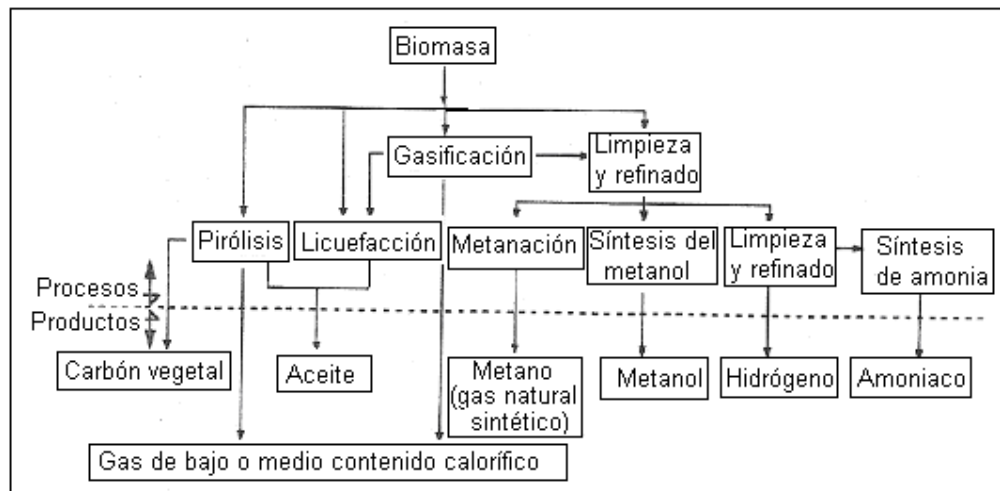 Biomasa
Gasificación
Limpieza
y refinado
Pirólisis
Licuefacción
Metanación
Síntesis del
metanol
Limpieza
y refinado
Síntesis
de amonia
Procesos
Productos
Carbón vegetal
Aceite
Metano
(gas natural
sintético)
Metanol
Hidrógeno
Amoniaco
Gas de bajo o medio contenido calorífico